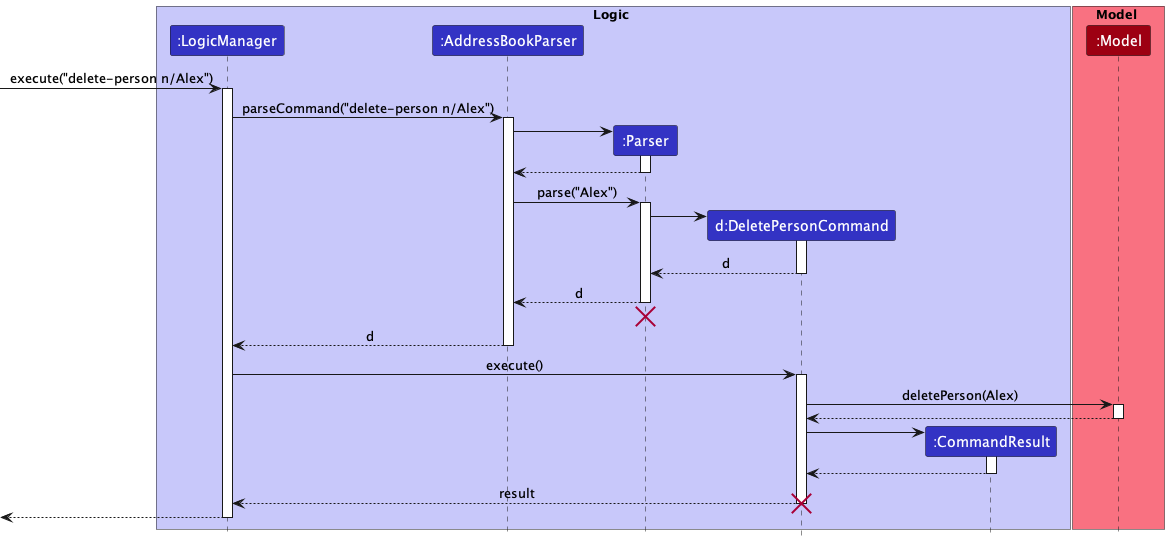 Logic
Model
:LogicManager
:AddressBookParser
:Model
execute("delete-person n/Alex")
parseCommand("delete-person n/Alex")
:Parser
parse("Alex")
d:DeletePersonCommand
d
d
d
execute()
deletePerson(Alex)
:CommandResult
result